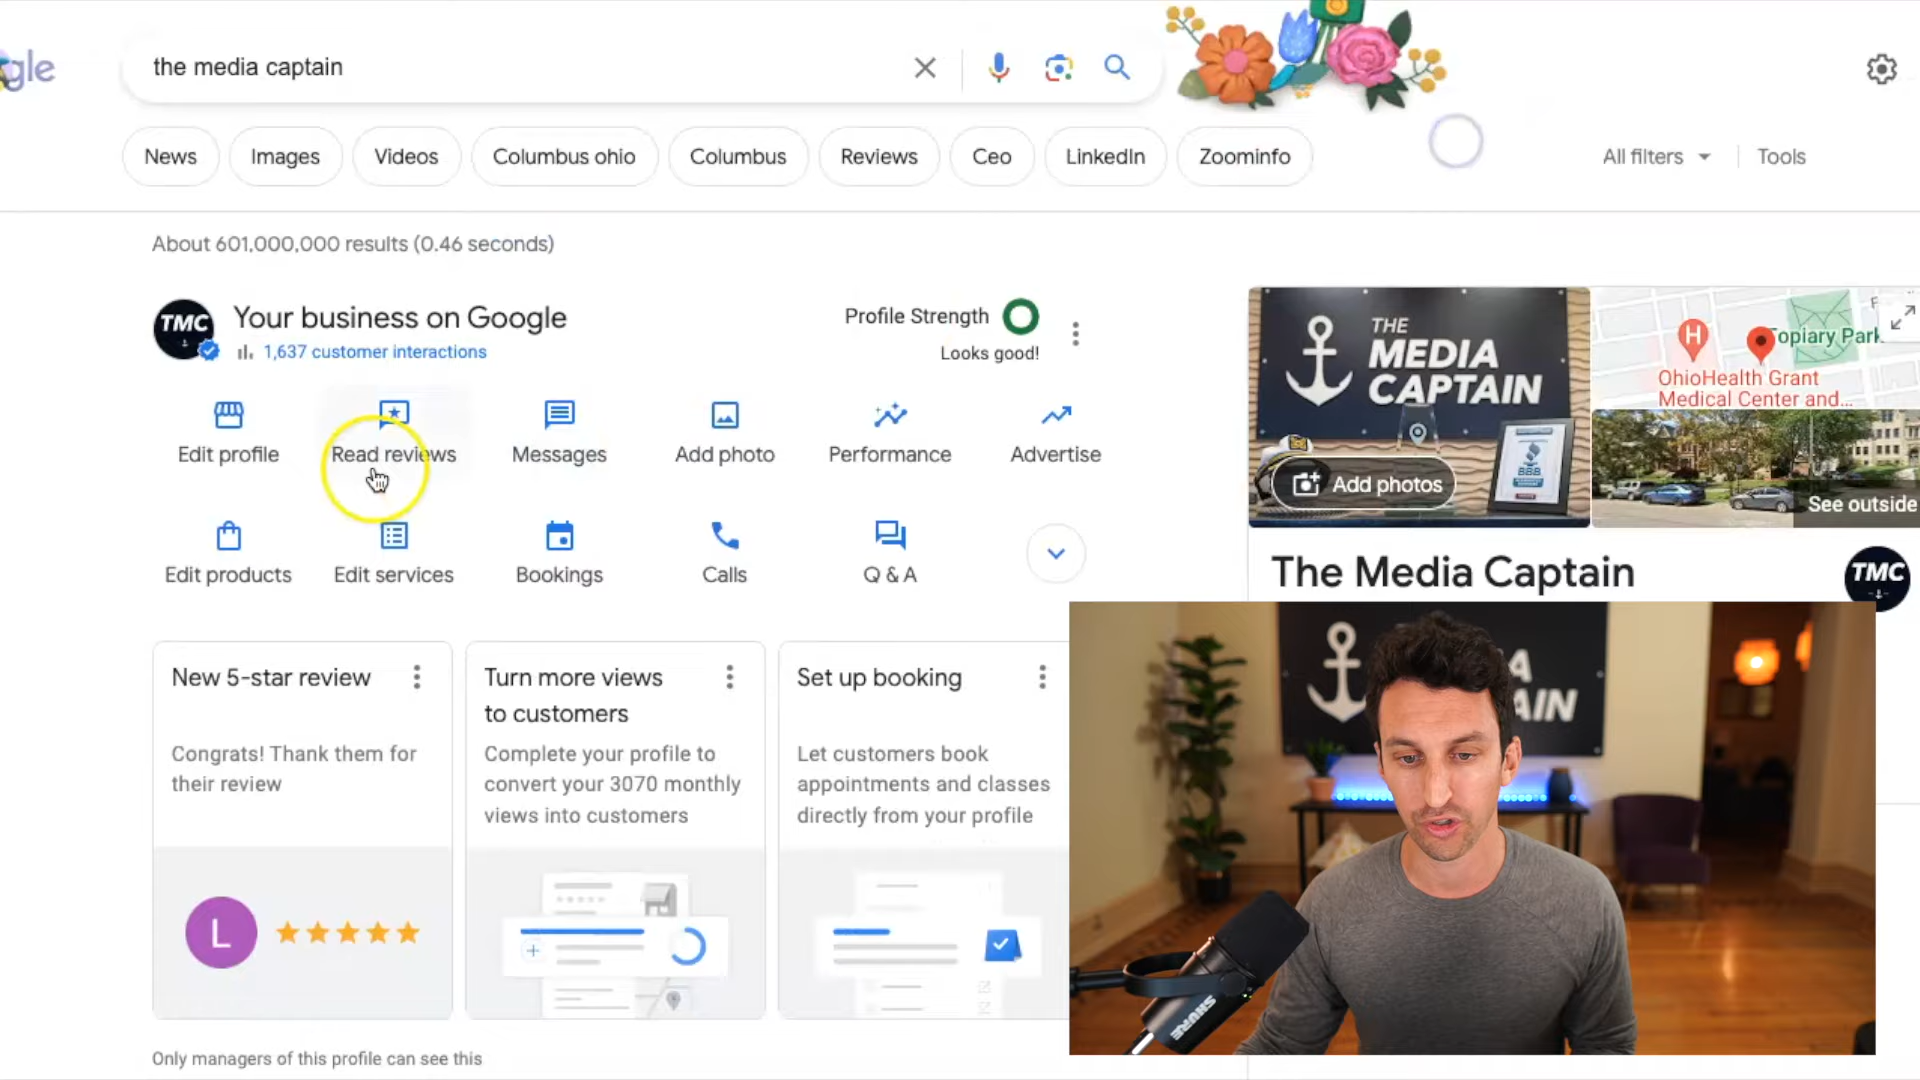 gle
the media captain
News
Images
Videos
Columbus ohio
Columbus
Reviews
Ceo
LinkedIn
Zoominfo
All filters
Tools
About 601,000,000 results (0.46 seconds)
TMC
Your business on Google
1,637 customer interactions
Profile Strength
Looks good!
Edit profile
Read reviews
Messages
Add photo
Performance
Advertise
Edit products
Edit services
Bookings
Calls
Q & A
New 5-star review
Congrats! Thank them for
their review
L
Turn more views
to customers
Complete your profile to
convert your 3070 monthly
views into customers
Set up booking
Let customers book
appointments and classes
directly from your profile
Only managers of this profile can see this
THE
MEDIA
CAPTAIN
BBB
Add photos
H
opiary Park
OhioHealth Grant
Medical Center and...
See outside
The Media Captain
TMC
A
AIN
SHURE